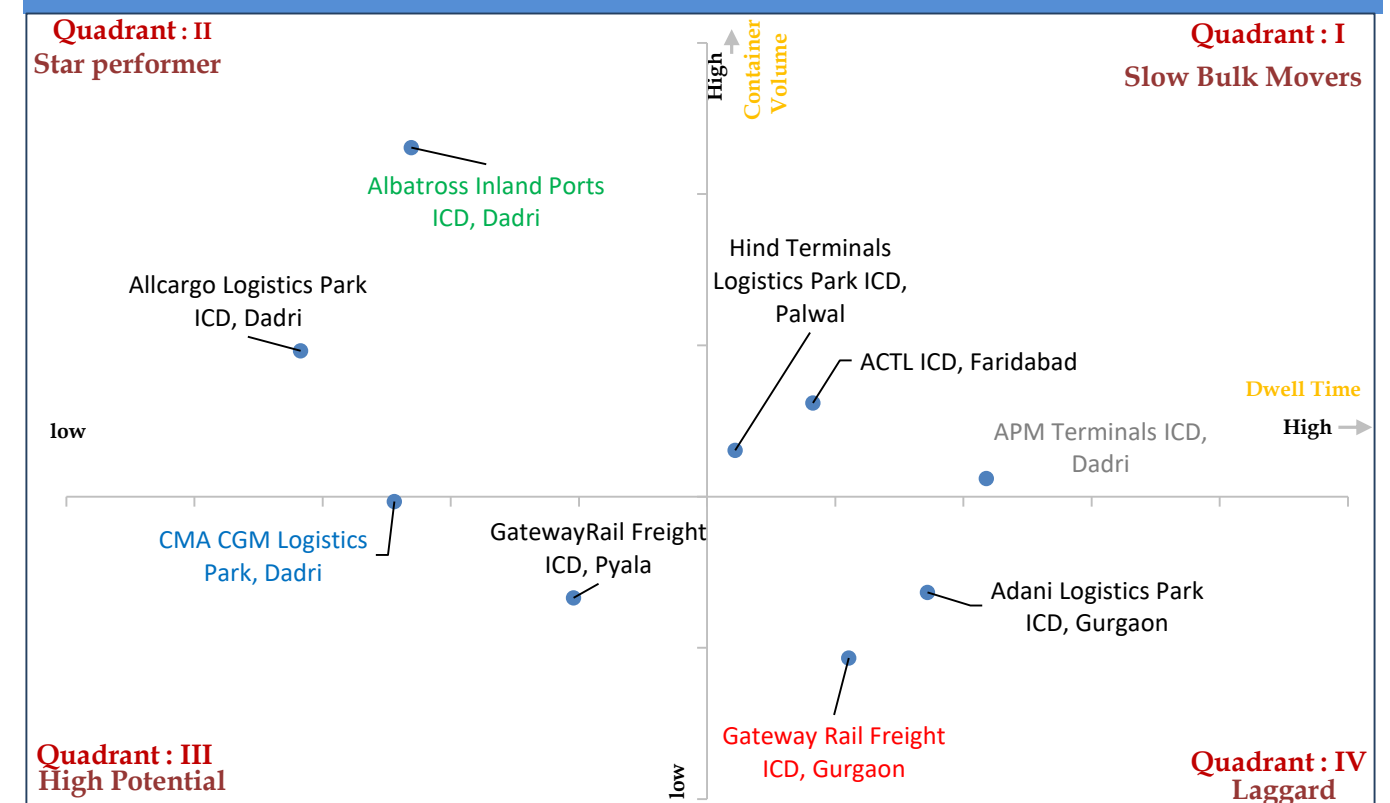 Quadrant : II
Star performer
Quadrant : I
Slow Bulk Movers
High
Container
Volume
Albatross Inland Ports
ICD, Dadri
Hind Terminals
Logistics Park ICD,
Palwal
Allcargo Logistics Park
ICD, Dadri
ACTL ICD, Faridabad
Dwell Time
low
High
APM Terminals ICD,
Dadri
CMA CGM Logistics
Park, Dadri
GatewayRail Freight
ICD, Pyala
Adani Logistics Park
ICD, Gurgaon
Gateway Rail Freight
ICD, Gurgaon
Quadrant : III
High Potential
low
Quadrant : IV
Laggard